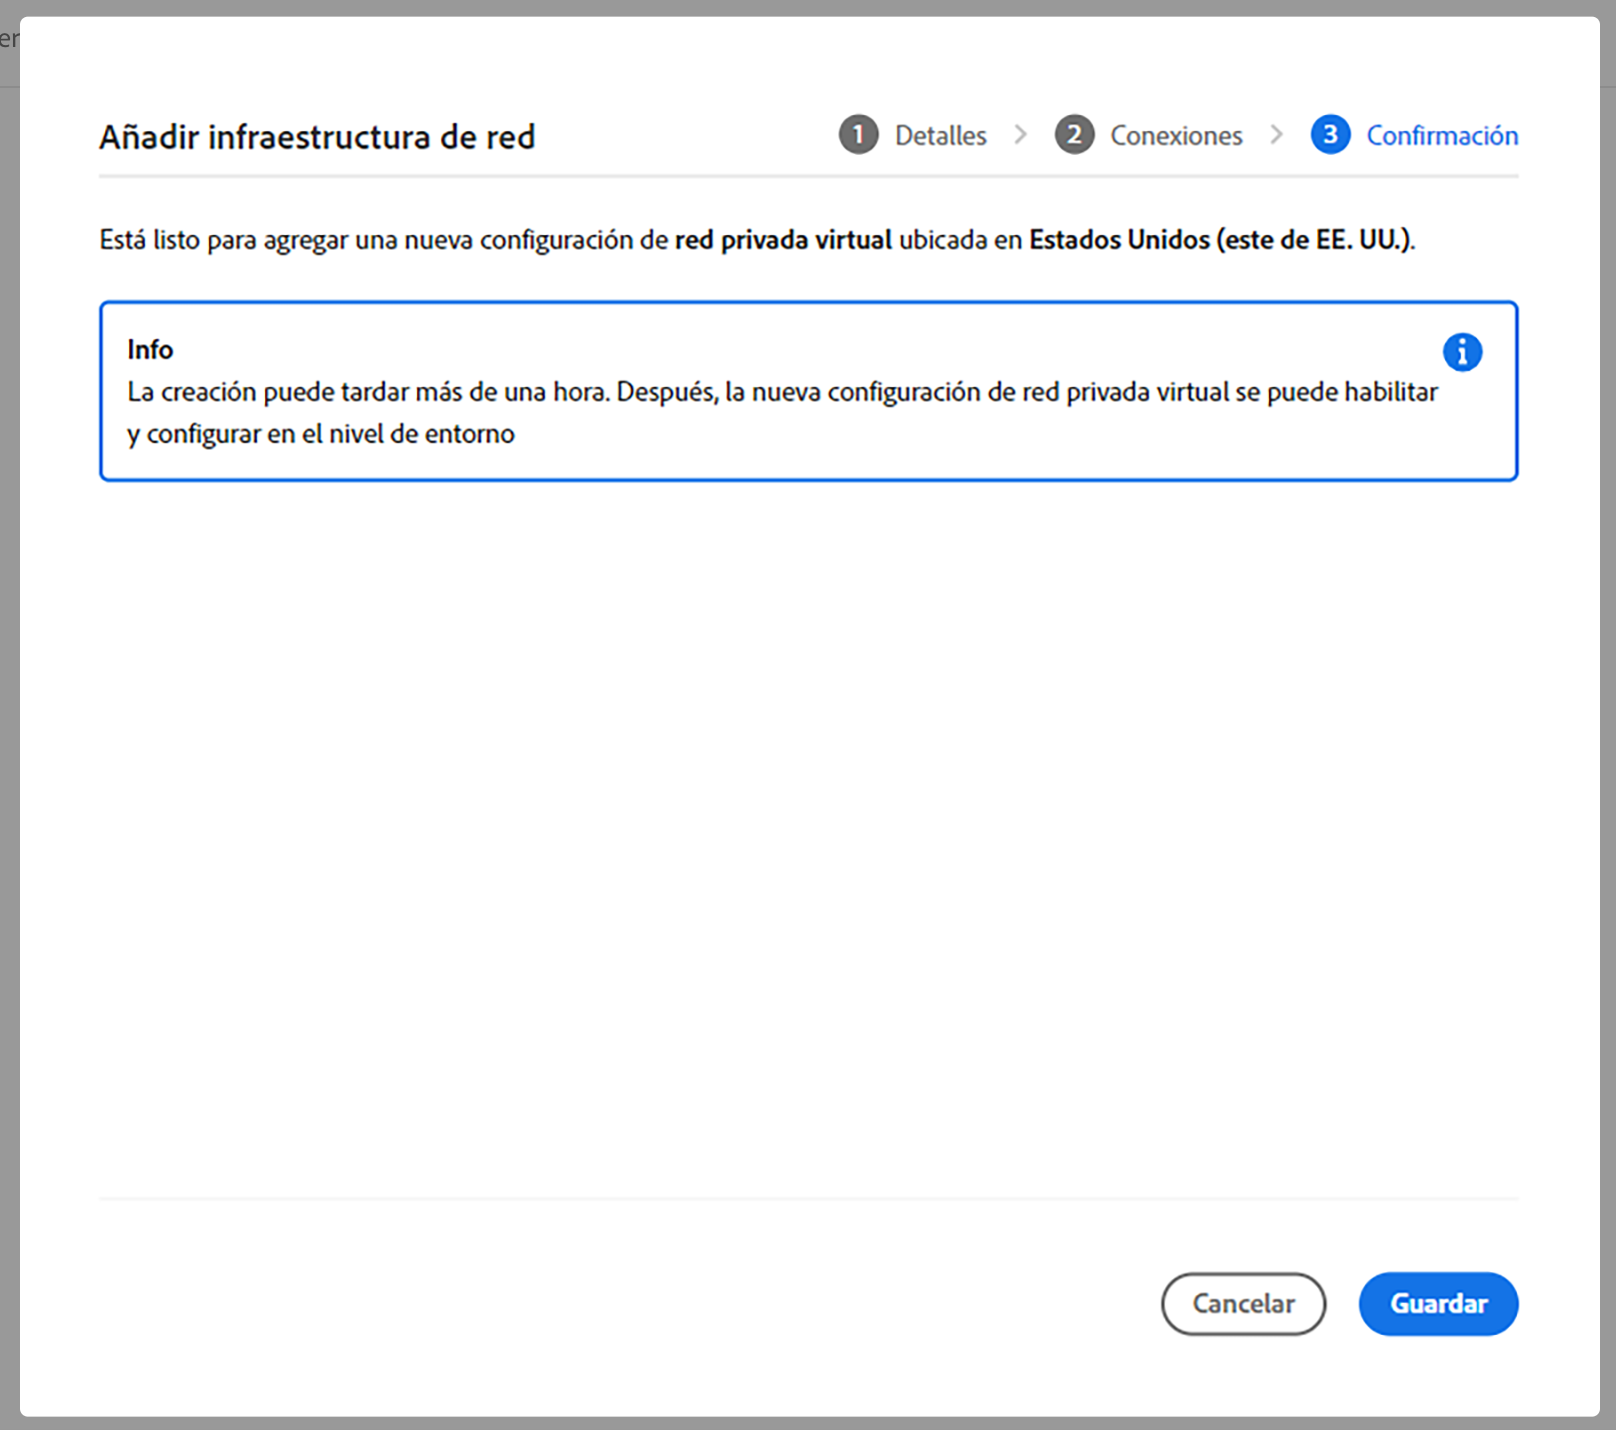 er
Añadir infraestructura de red
1 Detalles > 2 Conexiones > 3 Confirmación
Está listo para agregar una nueva configuración de red privada virtual ubicada en Estados Unidos (este de EE. UU.).
Info
La creación puede tardar más de una hora. Después, la nueva configuración de red privada virtual se puede habilitar
y configurar en el nivel de entorno
Cancelar Guardar